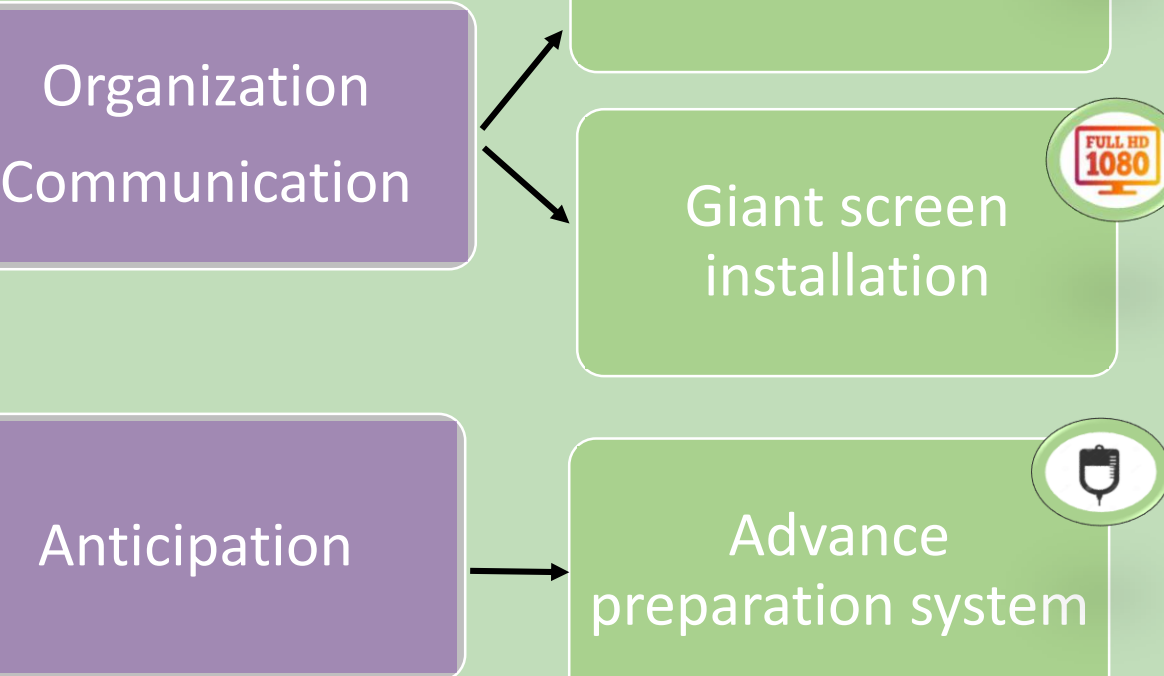 Organization
Communication
FULL HD
1080
Giant screen
installation
Anticipation
Advance
preparation system